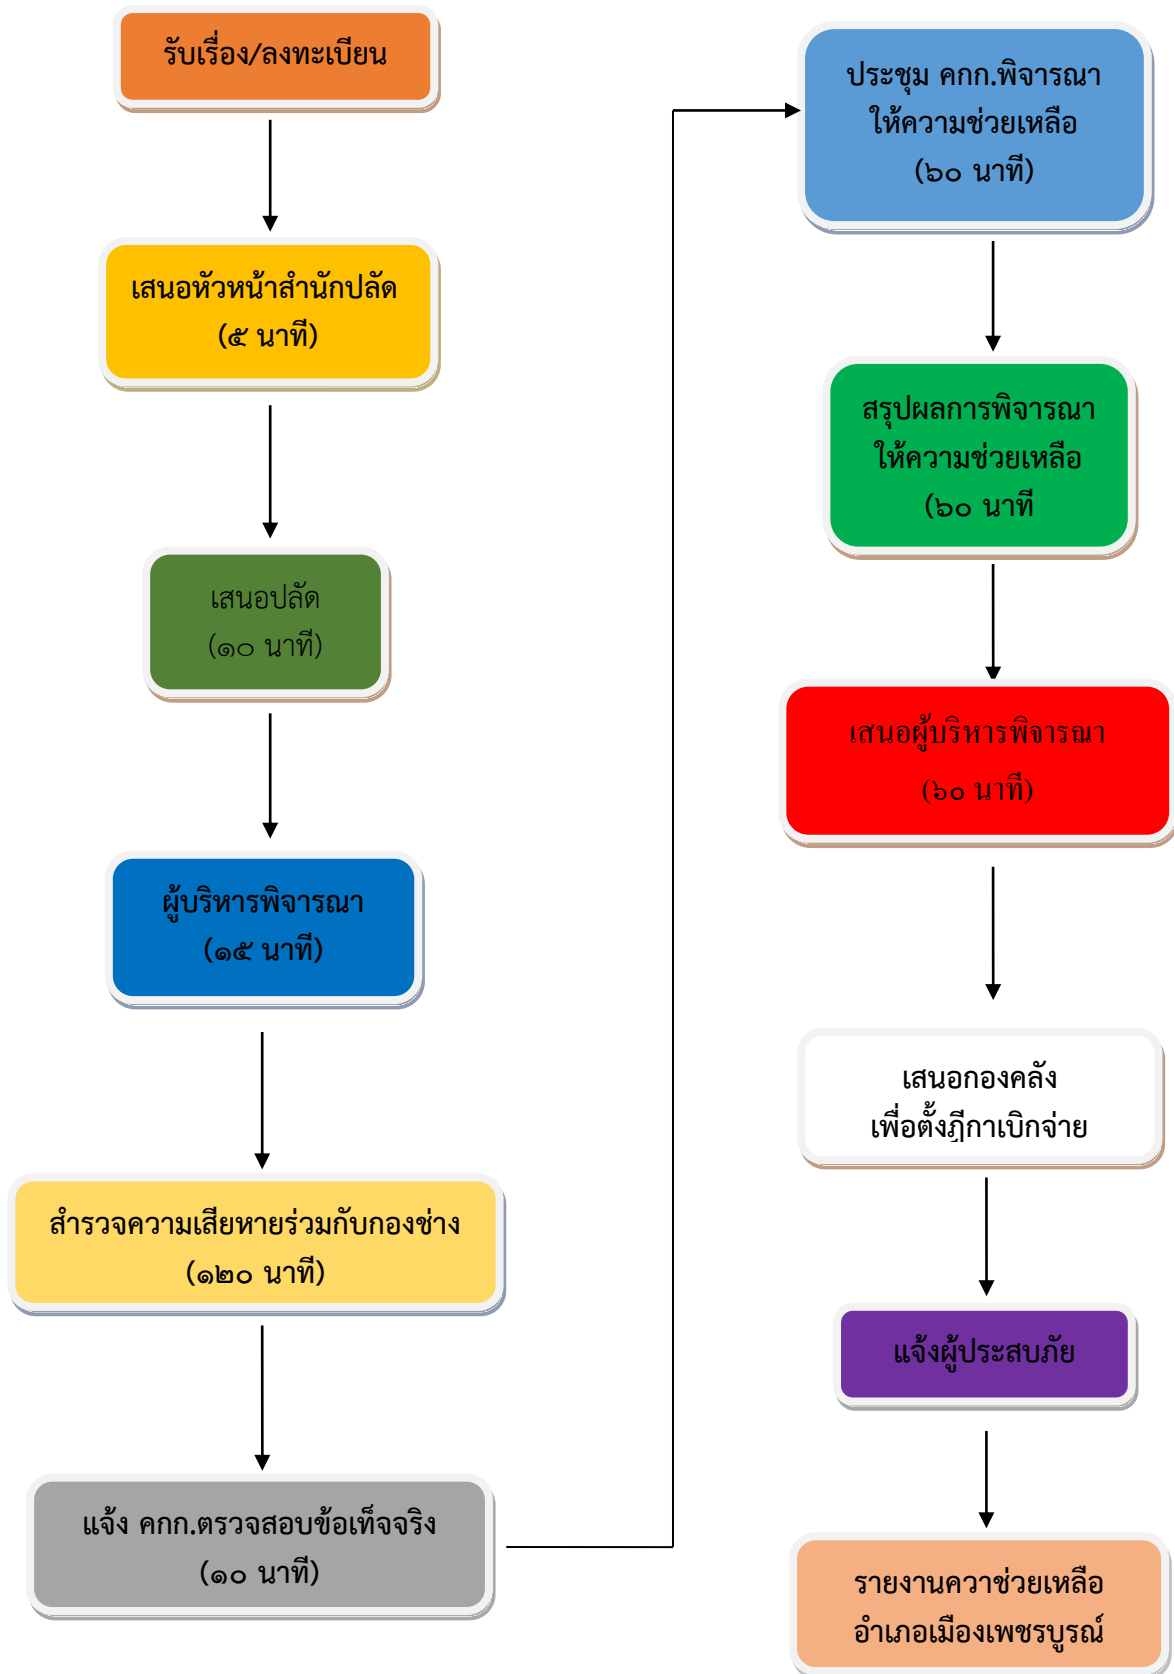 รับเรื่อง/ลงทะเบียน
เสนอหัวหน้าสำนักปลัด
(๕ นาที)
เสนอปลัด
(๑๐ นาที)
ผู้บริหารพิจารณา
(๑๕ นาที)
สำรวจความเสียหายร่วมกับกองช่าง
(๑๒๐ นาที)
แจ้ง คกก.ตรวจสอบข้อเท็จจริง
(๑๐ นาที)
ประชุม คกก.พิจารณา
ให้ความช่วยเหลือ
(๖๐ นาที)
สรุปผลการพิจารณา
ให้ความช่วยเหลือ
(๖๐ นาที
เสนอผู้บริหารพิจารณา
(๖๐ นาที)
เสนอกองคลัง
เพื่อตั้งฎีกาเบิกจ่าย
แจ้งผู้ประสบภัย
รายงานควาช่วยเหลือ
อำเภอเมืองเพชรบูรณ์